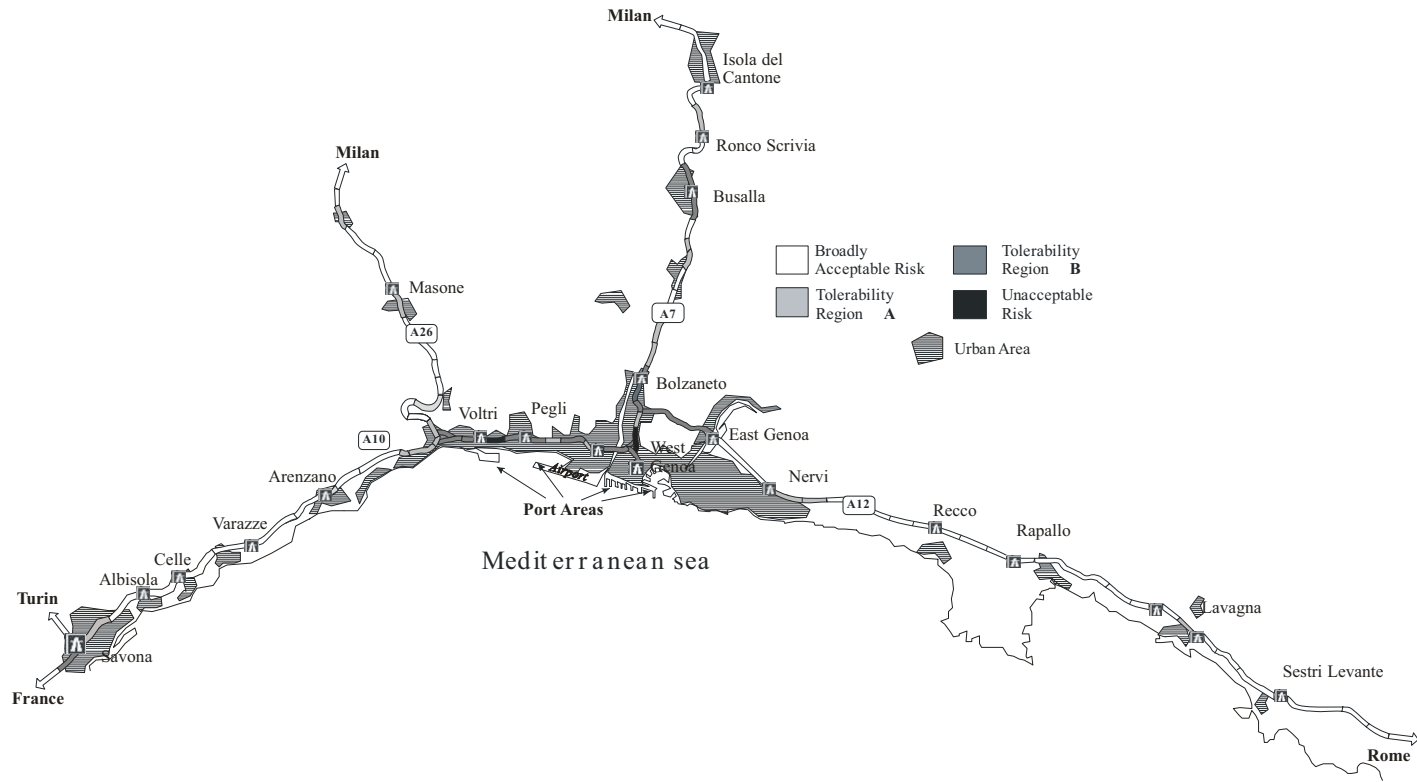 Milan
Isola del
Cantone
Ronco Scrivia
Milan
Busalla
Broadly
Acceptable Risk
Tolerability
Region B
Tolerability
Region A
Unacceptable
Risk
Urban Area
Masone
A26
A7
Bolzaneto
Voltri
Pegli
A10
East Genoa
West
Genoa
Airport
Arenzano
Nervi
Port Areas
A12
Varazze
Recco
Rapallo
Mediterranean sea
Celle
Albisola
Turin
Lavagna
Savona
Sestri Levante
France
Rome